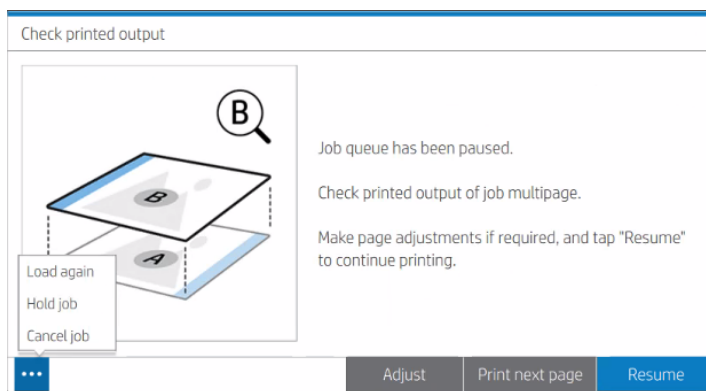 Check printed output
B
Job queue has been paused.
B
Check printed output of job multipage.
Make page adjustments if required, and tap "Resume"
to continue printing.
A
Load again
Hold job
Cancel job
...
Adjust
Print next page
Resume